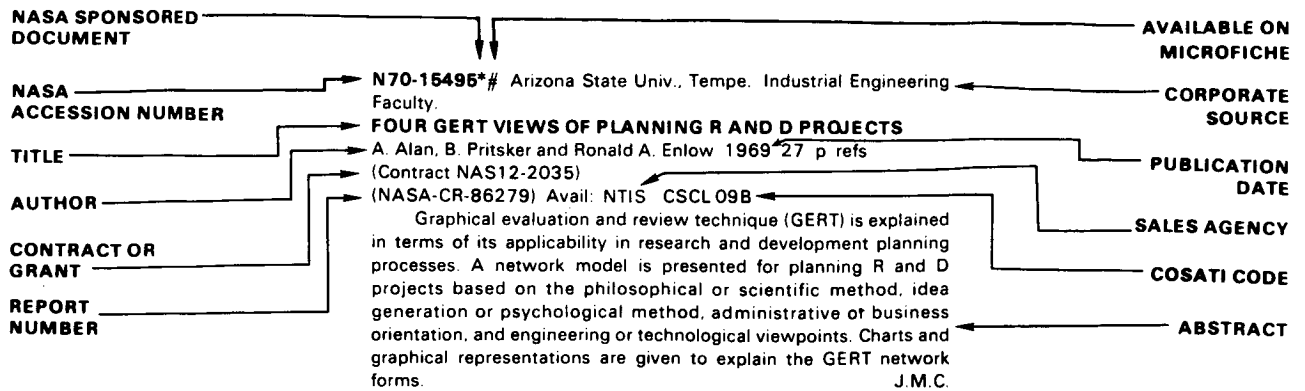 NASA SPONSORED
DOCUMENT
NASA
ACCESSION NUMBER
TITLE
AUTHOR
CONTRACT OR
GRANT
REPORT
NUMBER
N70-15495*# Arizona State Univ., Tempe. Industrial Engineering
Faculty.
FOUR GERT VIEWS OF PLANNING R AND D PROJECTS
A. Alan, B. Pritsker and Ronald A. Enlow 1969 27 p refs
(Contract NAS12-2035)
(NASA-CR-86279) Avail: NTIS CSCL 09B
Graphical evaluation and review technique (GERT) is explained
in terms of its applicability in research and development planning
processes. A network model is presented for planning R and D
projects based on the philosophical or scientific method, idea
generation or psychological method, administrative or business
orientation, and engineering or technological viewpoints. Charts and
graphical representations are given to explain the GERT network
forms. J.M.C.
AVAILABLE ON
MICROFICHE
CORPORATE
SOURCE
PUBLICATION
DATE
SALES AGENCY
COSATI CODE
ABSTRACT